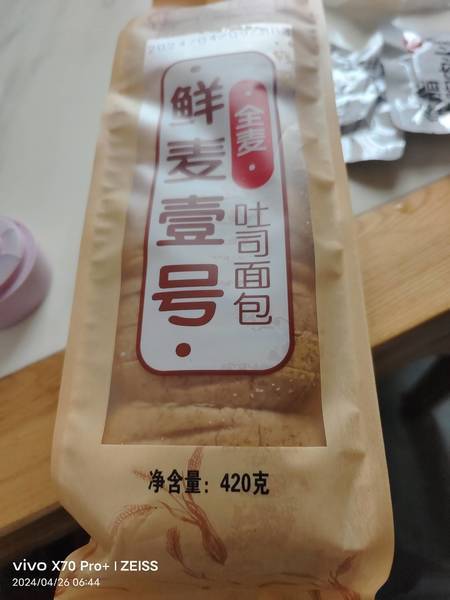 鲜麦壹号
全麦
吐司面包
净含量：420克
vivo X70 Pro+ | ZEISS
2024/04/26 06:44